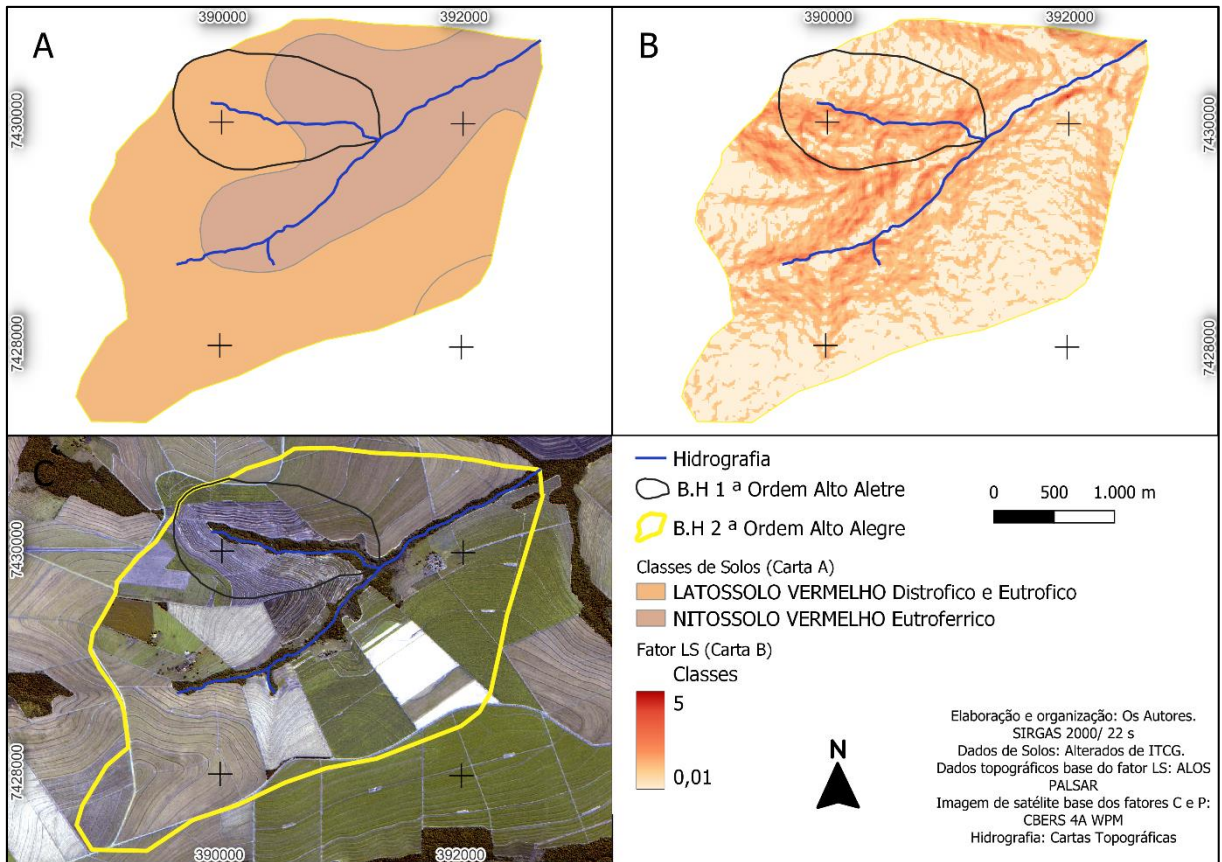 390000
392000
390000
392000
A
B
7430000
7430000
7428000
7428000
C
Hidrografia
B.H 1 ª Ordem Alto Aletre
0
500
1.000 m
B.H 2 ª Ordem Alto Alegre
7430000
Classes de Solos (Carta A)
LATOSSOLO VERMELHO Distrofico e Eutrofico
NITOSSOLO VERMELHO Eutroferrico
Fator LS (Carta B)
Classes
5
0,01
N
Elaboração e organização: Os Autores.
SIRGAS 2000/ 22 s
Dados de Solos: Alterados de ITCG.
Dados topográficos base do fator LS: ALOS
PALSAR
Imagem de satélite base dos fatores C e P:
CBERS 4A WPM
Hidrografia: Cartas Topográficas
7428000
390000
392000